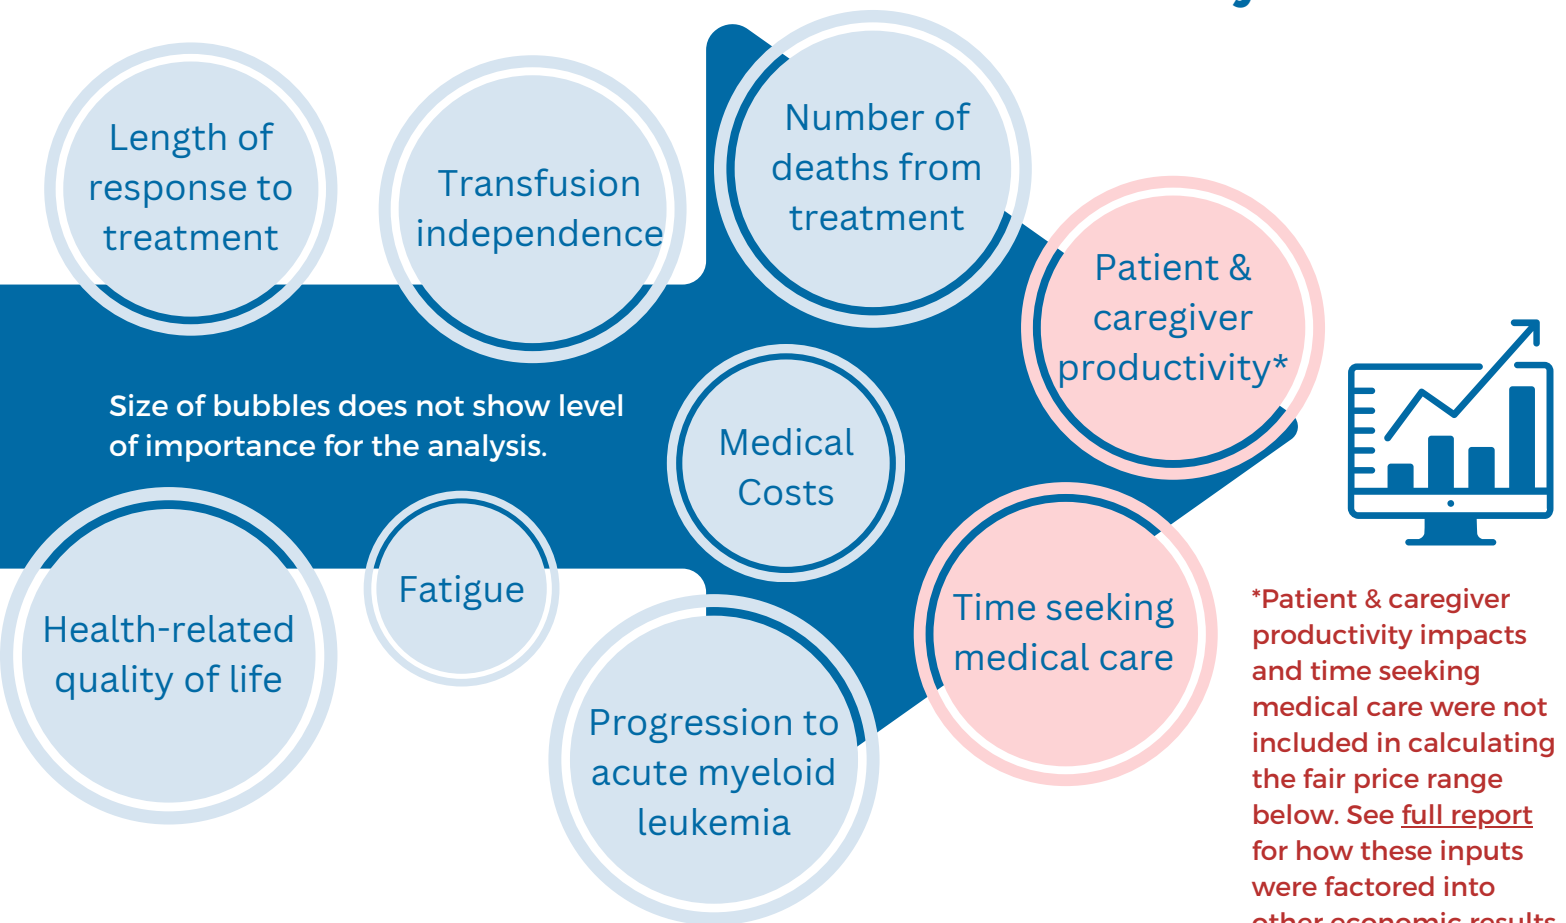 Length of
response to
treatment
Transfusion
independence
Number of
deaths from
treatment
Patient &
caregiver
productivity*
Size of bubbles does not show level
of importance for the analysis.
Medical
Costs
Health-related
quality of life
Fatigue
Progression to
acute myeloid
leukemia
Time seeking
medical care
*Patient & caregiver
productivity impacts
and time seeking
medical care were not
included in calculating
the fair price range
below. See full report
for how these inputs
were factored into
other economic results